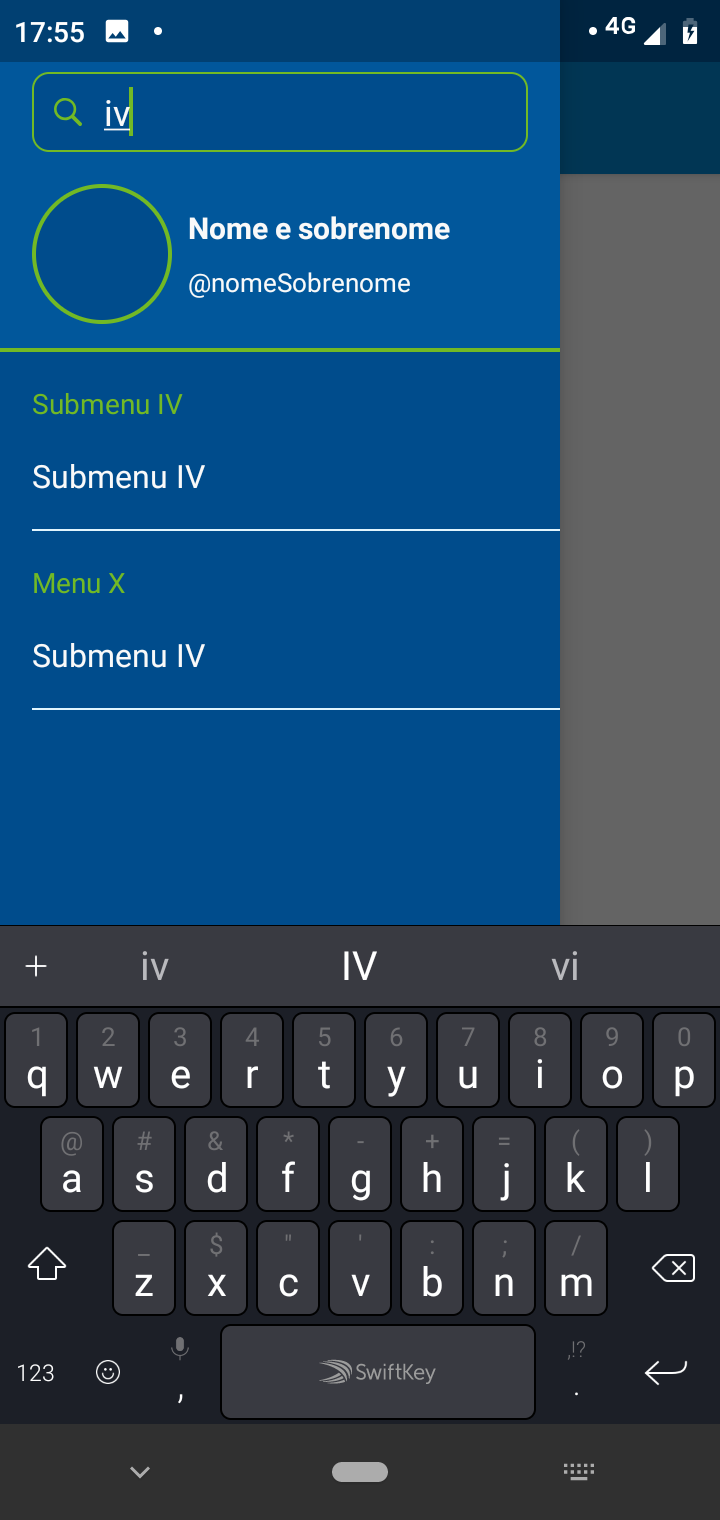 17:55 4G
iv
Nome e sobrenome
@nomeSobrenome
Submenu IV
Submenu IV
Menu X
Submenu IV
+ iv IV vi
1 2 3 4 5 6 7 8 9 0
q w e r t y u i o p
@ # & * - + = ( )
a s d f g h j k l
_ $ " ' : ; /
z x c v b n m
,!?
123 , SwiftKey .